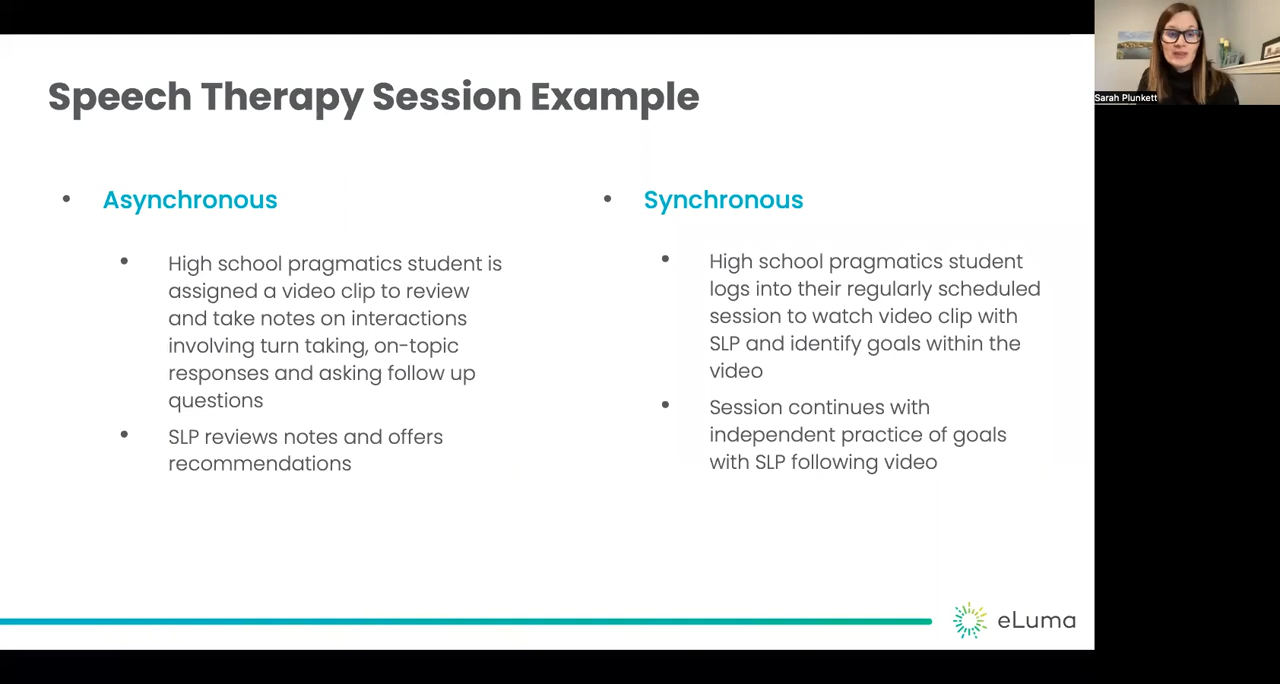 Speech Therapy Session Example
• Asynchronous
• High school pragmatics student is
assigned a video clip to review
and take notes on interactions
involving turn taking, on-topic
responses and asking follow up
questions
• SLP reviews notes and offers
recommendations
• Synchronous
• High school pragmatics student
logs into their regularly scheduled
session to watch video clip with
SLP and identify goals within the
video
• Session continues with
independent practice of goals
with SLP following video
eLuma
Sarah Plunkett